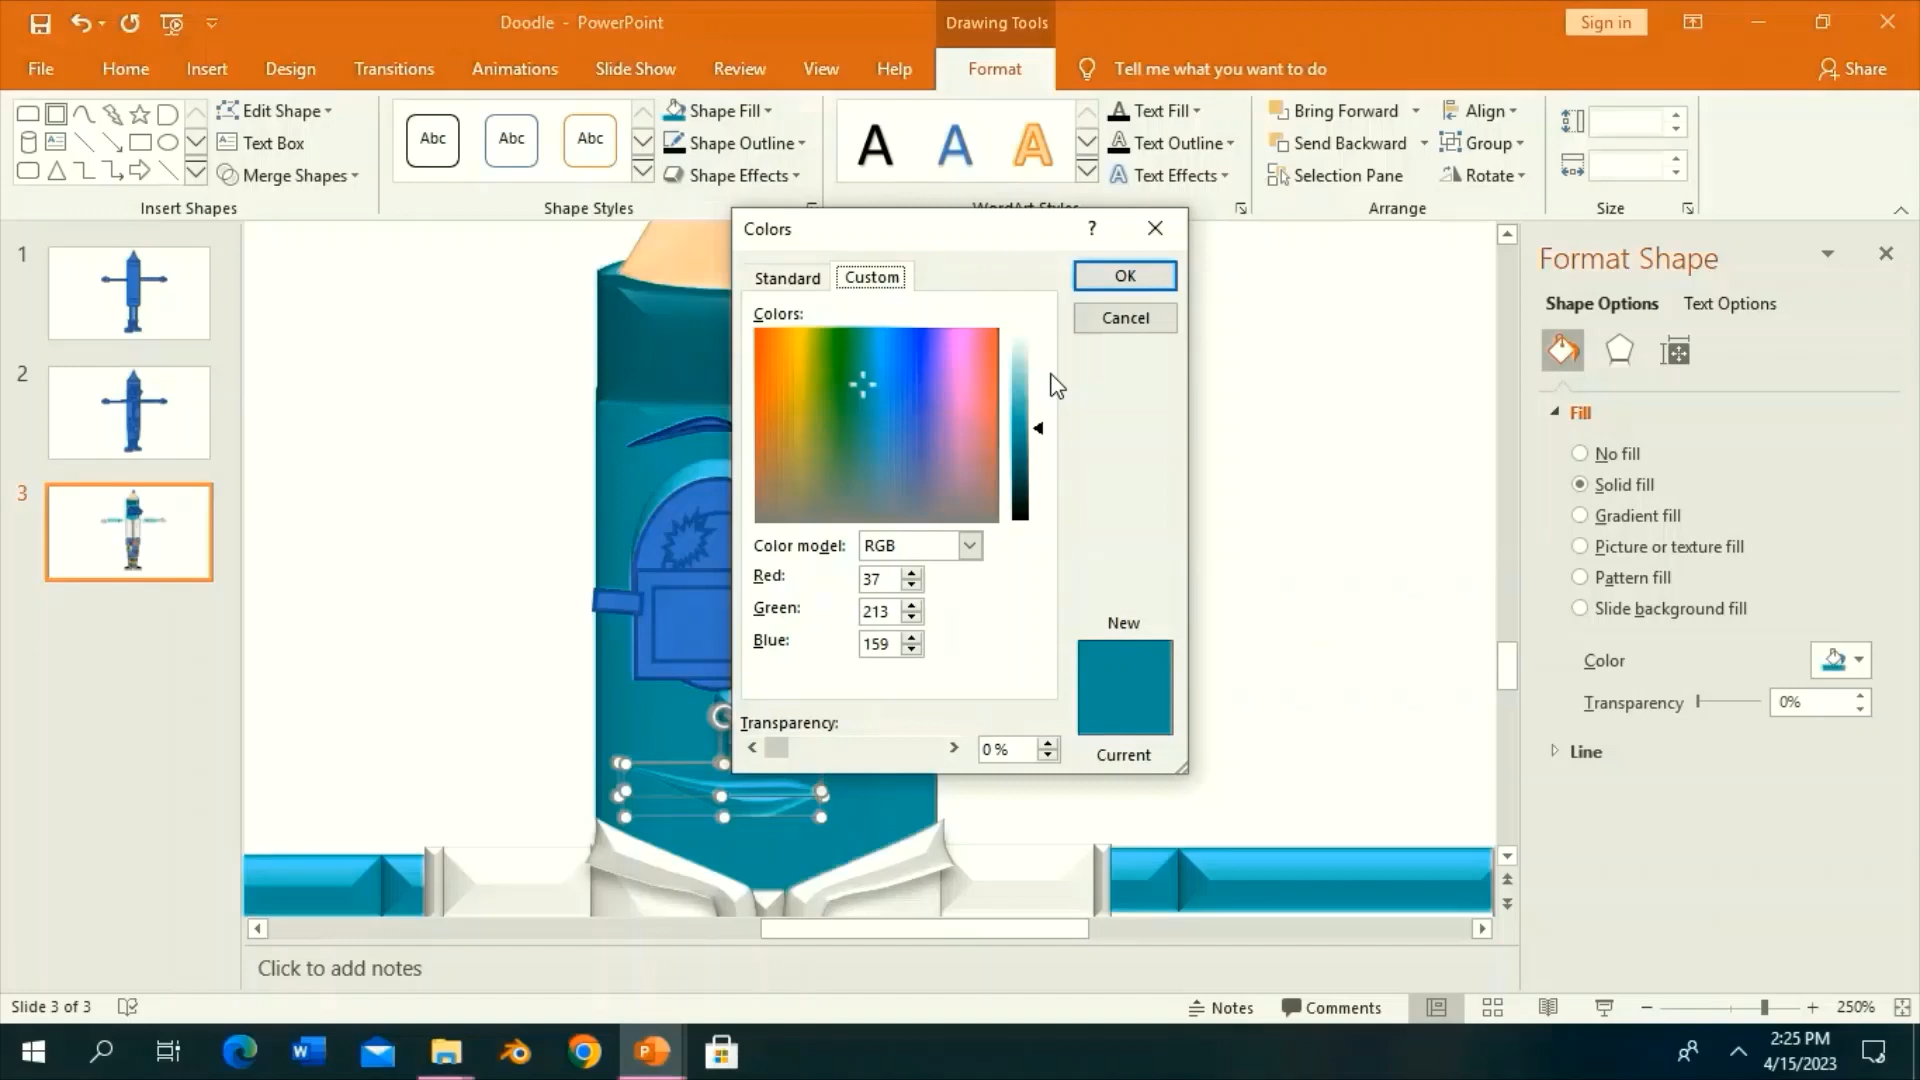 Doodle - PowerPoint
Drawing Tools
Sign in
File
Home
Insert
Design
Transitions
Animations
Slide Show
Review
View
Help
Format
Tell me what you want to do
Share
Edit Shape
Text Box
Merge Shapes
Insert Shapes
Abc
Abc
Abc
Shape Fill
Shape Outline
Shape Effects
Shape Styles
A
A
A
Text Fill
Text Outline
Text Effects
WordArt Styles
Bring Forward
Send Backward
Selection Pane
Align
Group
Rotate
Arrange
Size
1
2
3
Colors
?
Standard
Custom
OK
Cancel
Colors:
Color model:
RGB
Red:
37
Green:
213
Blue:
159
New
Current
Transparency:
0 %
Format Shape
Shape Options
Text Options
Fill
No fill
Solid fill
Gradient fill
Picture or texture fill
Pattern fill
Slide background fill
Color
Transparency
0%
Line
Click to add notes
Slide 3 of 3
Notes
Comments
250%
2:25 PM
4/15/2023